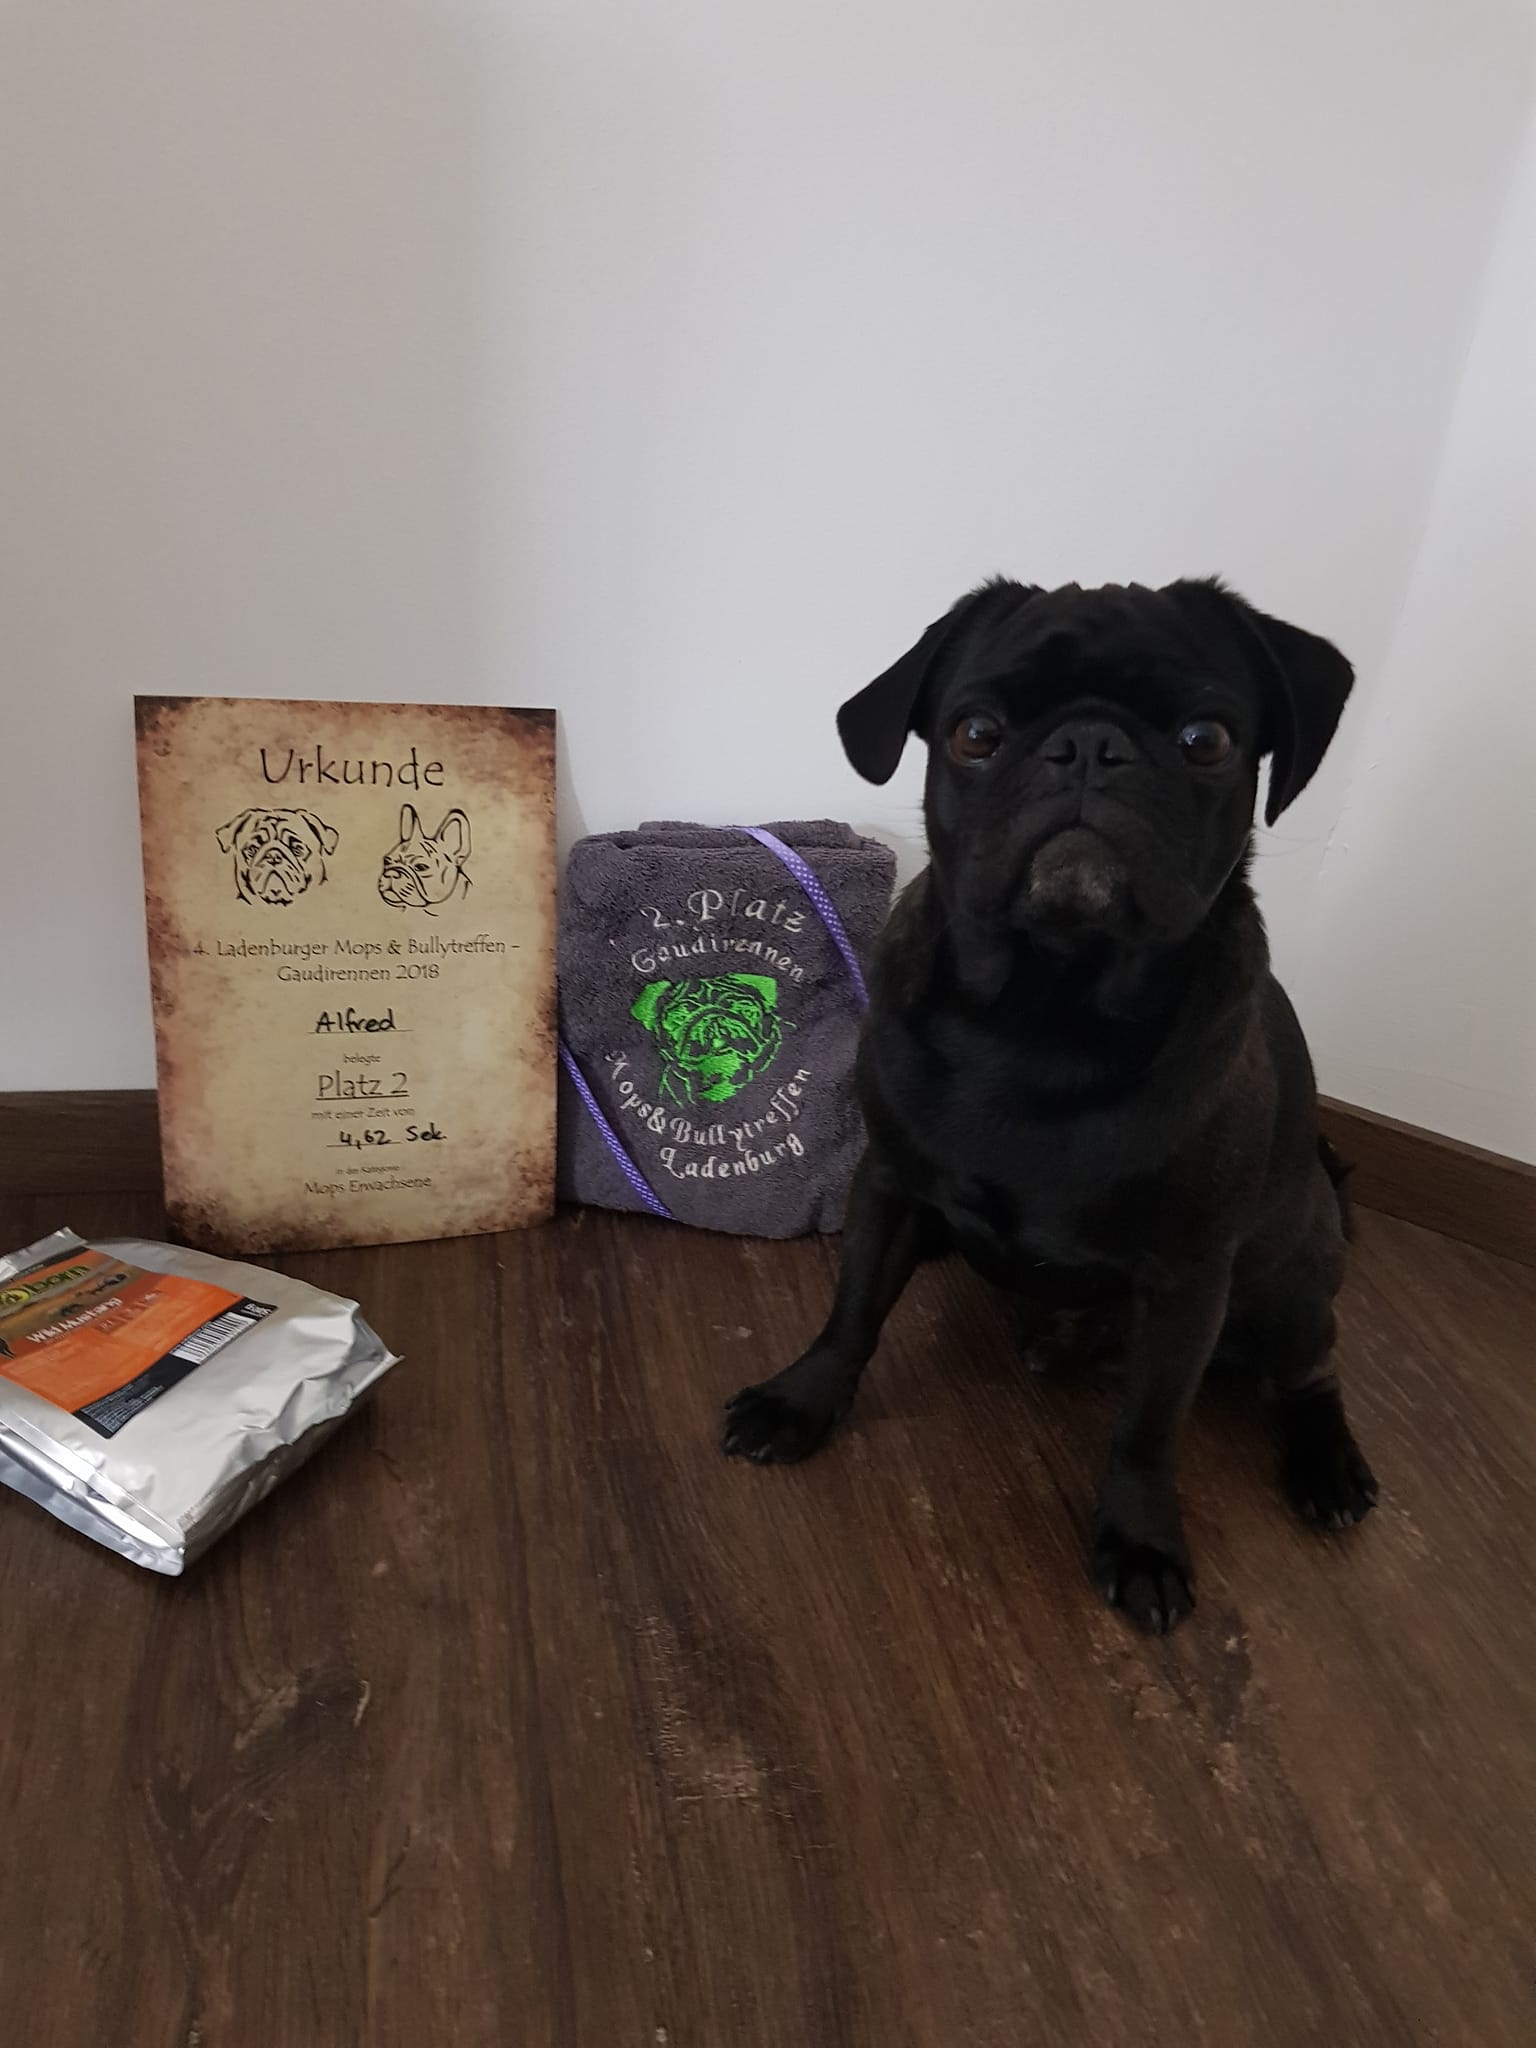 Urkunde
4. Ladenburger Mops & Bullytreffen -
Gaudirennen 2018
Alfred
belegte
Platz 2
mit einer Zeit von
4,62 Sek.
in der Kategorie
Mops Erwachsene
2. Platz
Gaudirennen
Mops&Bullytreffen
Ladenburg
Wild Mustang